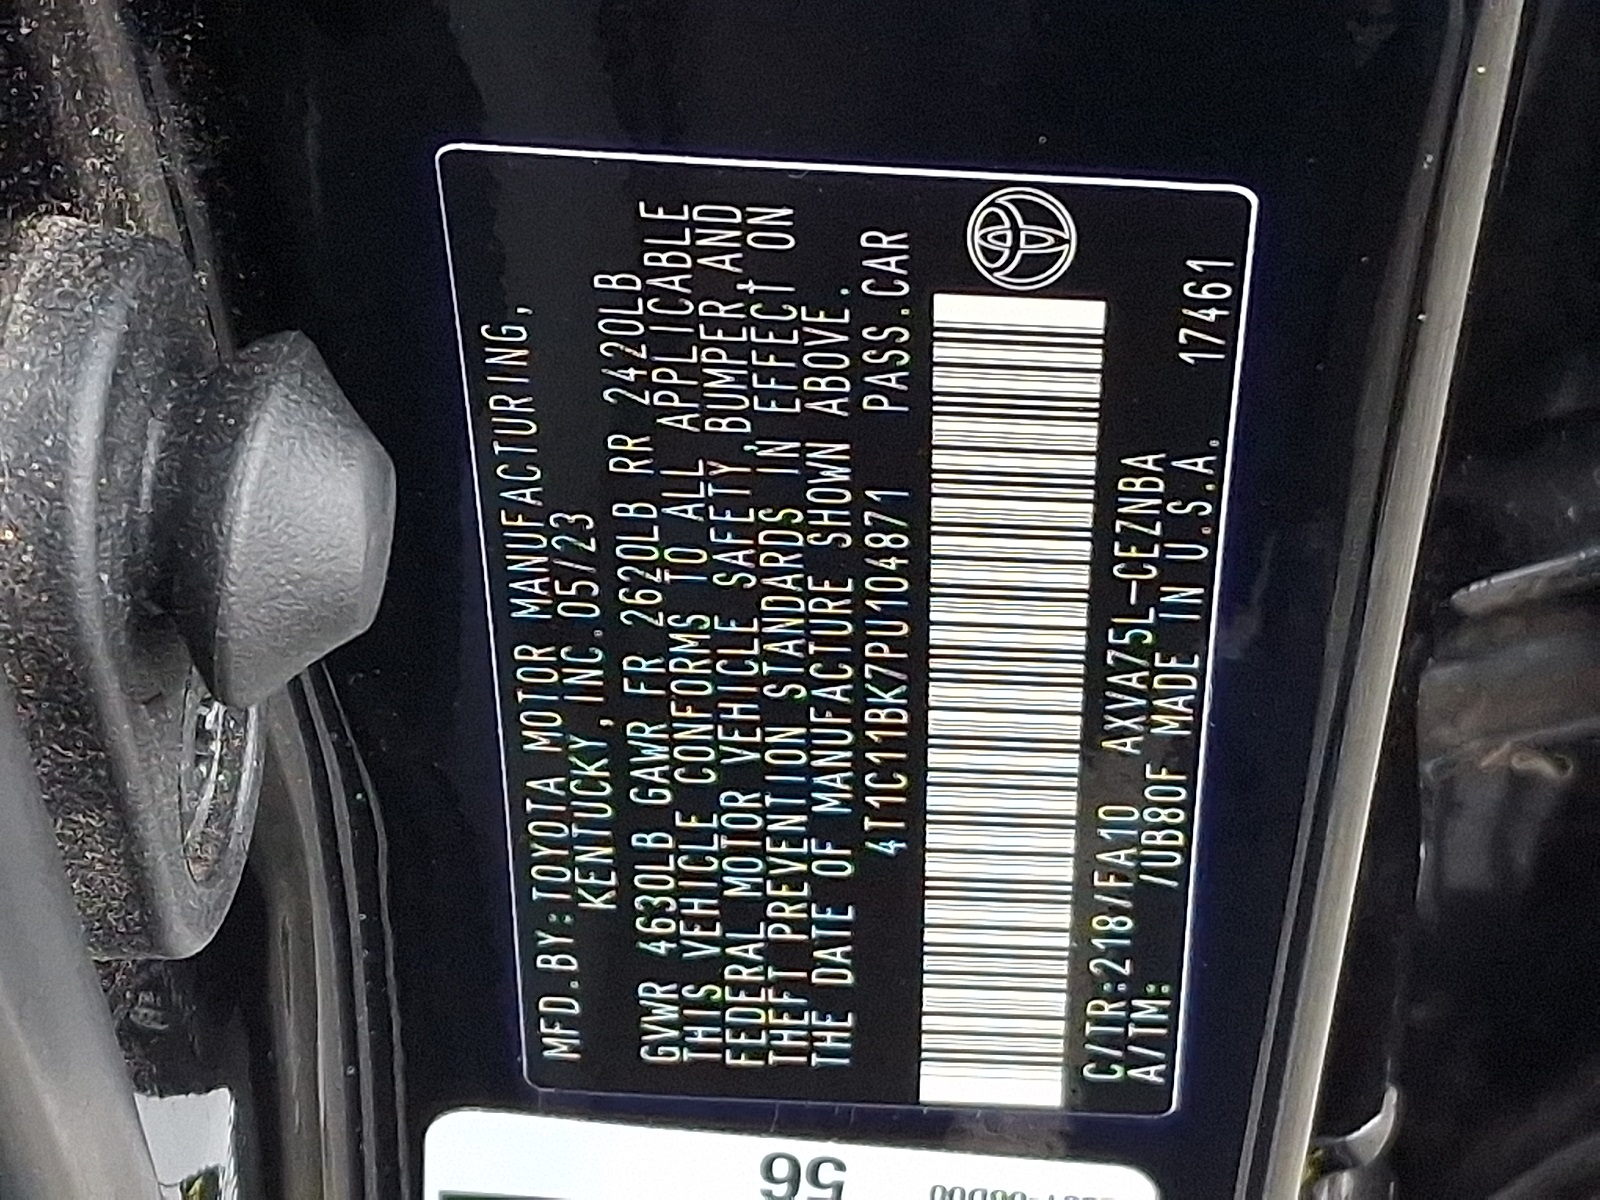 MFD.BY:TOYOTA MOTOR MANUFACTURING,
KENTUCKY, INC.05/23
GVWR 4630LB GAWR FR 2620LB RR 2420LB
THIS VEHICLE CONFORMS TO ALL APPLICABLE
FEDERAL MOTOR VEHICLE SAFETY, BUMPER, AND
THEFT PREVENTION STANDARDS IN EFFECT ON
THE DATE OF MANUFACTURE SHOWN ABOVE.
4T1C11BK7PU104871 PASS.CAR
C/TR:218/FA10 AXVA75L-CEZNBA
A/TM: /UB80F MADE IN U.S.A. 17461
56